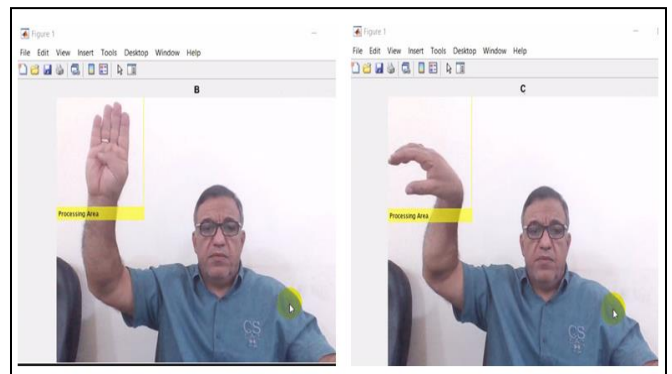 Figure 1
File Edit View Insert Tools Desktop Window Help
B
Processing Area
CS
Figure 1
File Edit View Insert Tools Desktop Window Help
C
Processing Area
CS